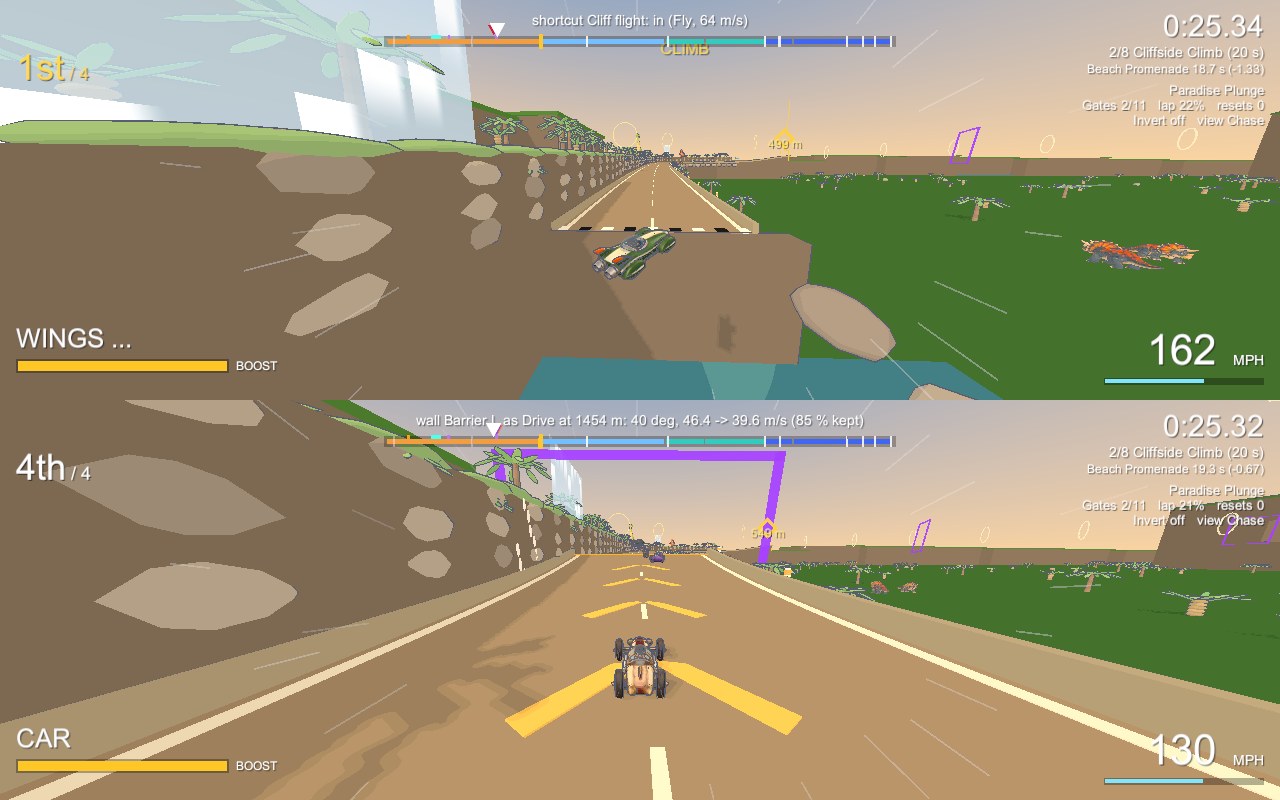 shortcut Cliff flight: in (Fly, 64 m/s)
CLIMB
1st / 4
0:25.34
2/8 Cliffside Climb (20 s)
Beach Promenade 18.7 s (-1.33)
Paradise Plunge
Gates 2/11 lap 22% resets 0
Invert off view Chase
499 m
WINGS ...
BOOST
162 MPH
wall Barrier L as Drive at 1454 m: 40 deg, 46.4 -> 39.6 m/s (85 % kept)
4th / 4
0:25.32
2/8 Cliffside Climb (20 s)
Beach Promenade 19.3 s (-0.67)
Paradise Plunge
Gates 2/11 lap 21% resets 0
Invert off view Chase
CAR
BOOST
130 MPH